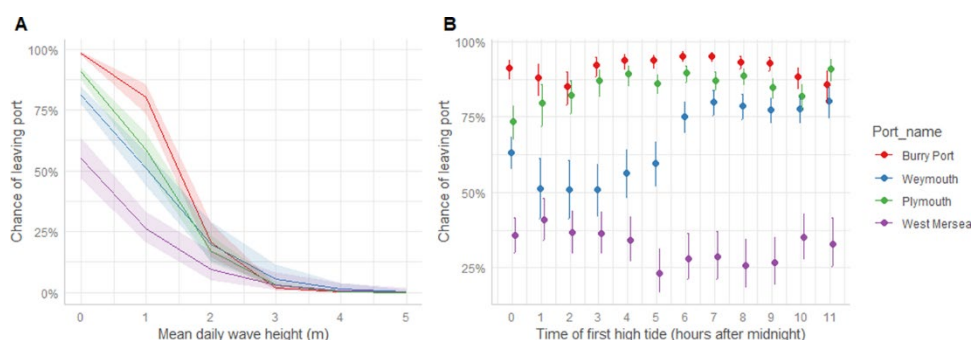 A
Chance of leaving port
100%
75%
50%
25%
0%
0 1 2 3 4 5
Mean daily wave height (m)
B
Chance of leaving port
100%
75%
50%
25%
0 1 2 3 4 5 6 7 8 9 10 11
Time of first high tide (hours after midnight)
Port_name
Burry Port
Weymouth
Plymouth
West Mersea